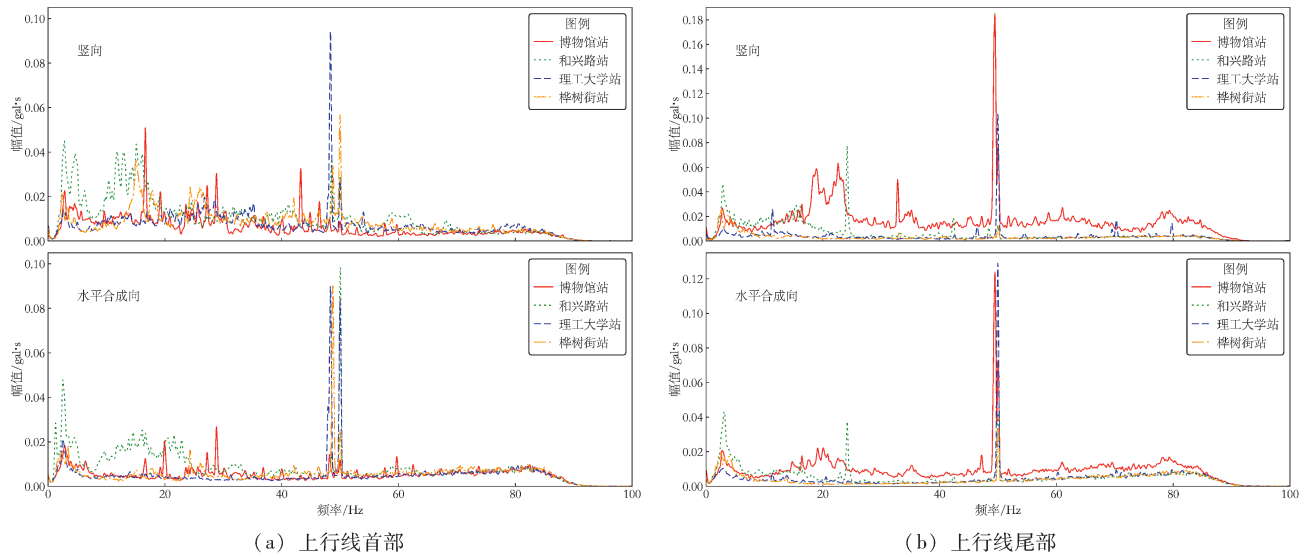 幅值/gal·s
0.10
0.08
0.06
0.04
0.02
0.00
竖向
图例
博物馆站
和兴路站
理工大学站
桦树街站
幅值/gal·s
0.10
0.08
0.06
0.04
0.02
0.00
水平合成向
图例
博物馆站
和兴路站
理工大学站
桦树街站
0 20 40 60 80 100
频率/Hz
(a) 上行线首部
幅值/gal·s
0.18
0.16
0.14
0.12
0.10
0.08
0.06
0.04
0.02
0.00
竖向
图例
博物馆站
和兴路站
理工大学站
桦树街站
幅值/gal·s
0.12
0.10
0.08
0.06
0.04
0.02
0.00
水平合成向
图例
博物馆站
和兴路站
理工大学站
桦树街站
0 20 40 60 80 100
频率/Hz
(b) 上行线尾部